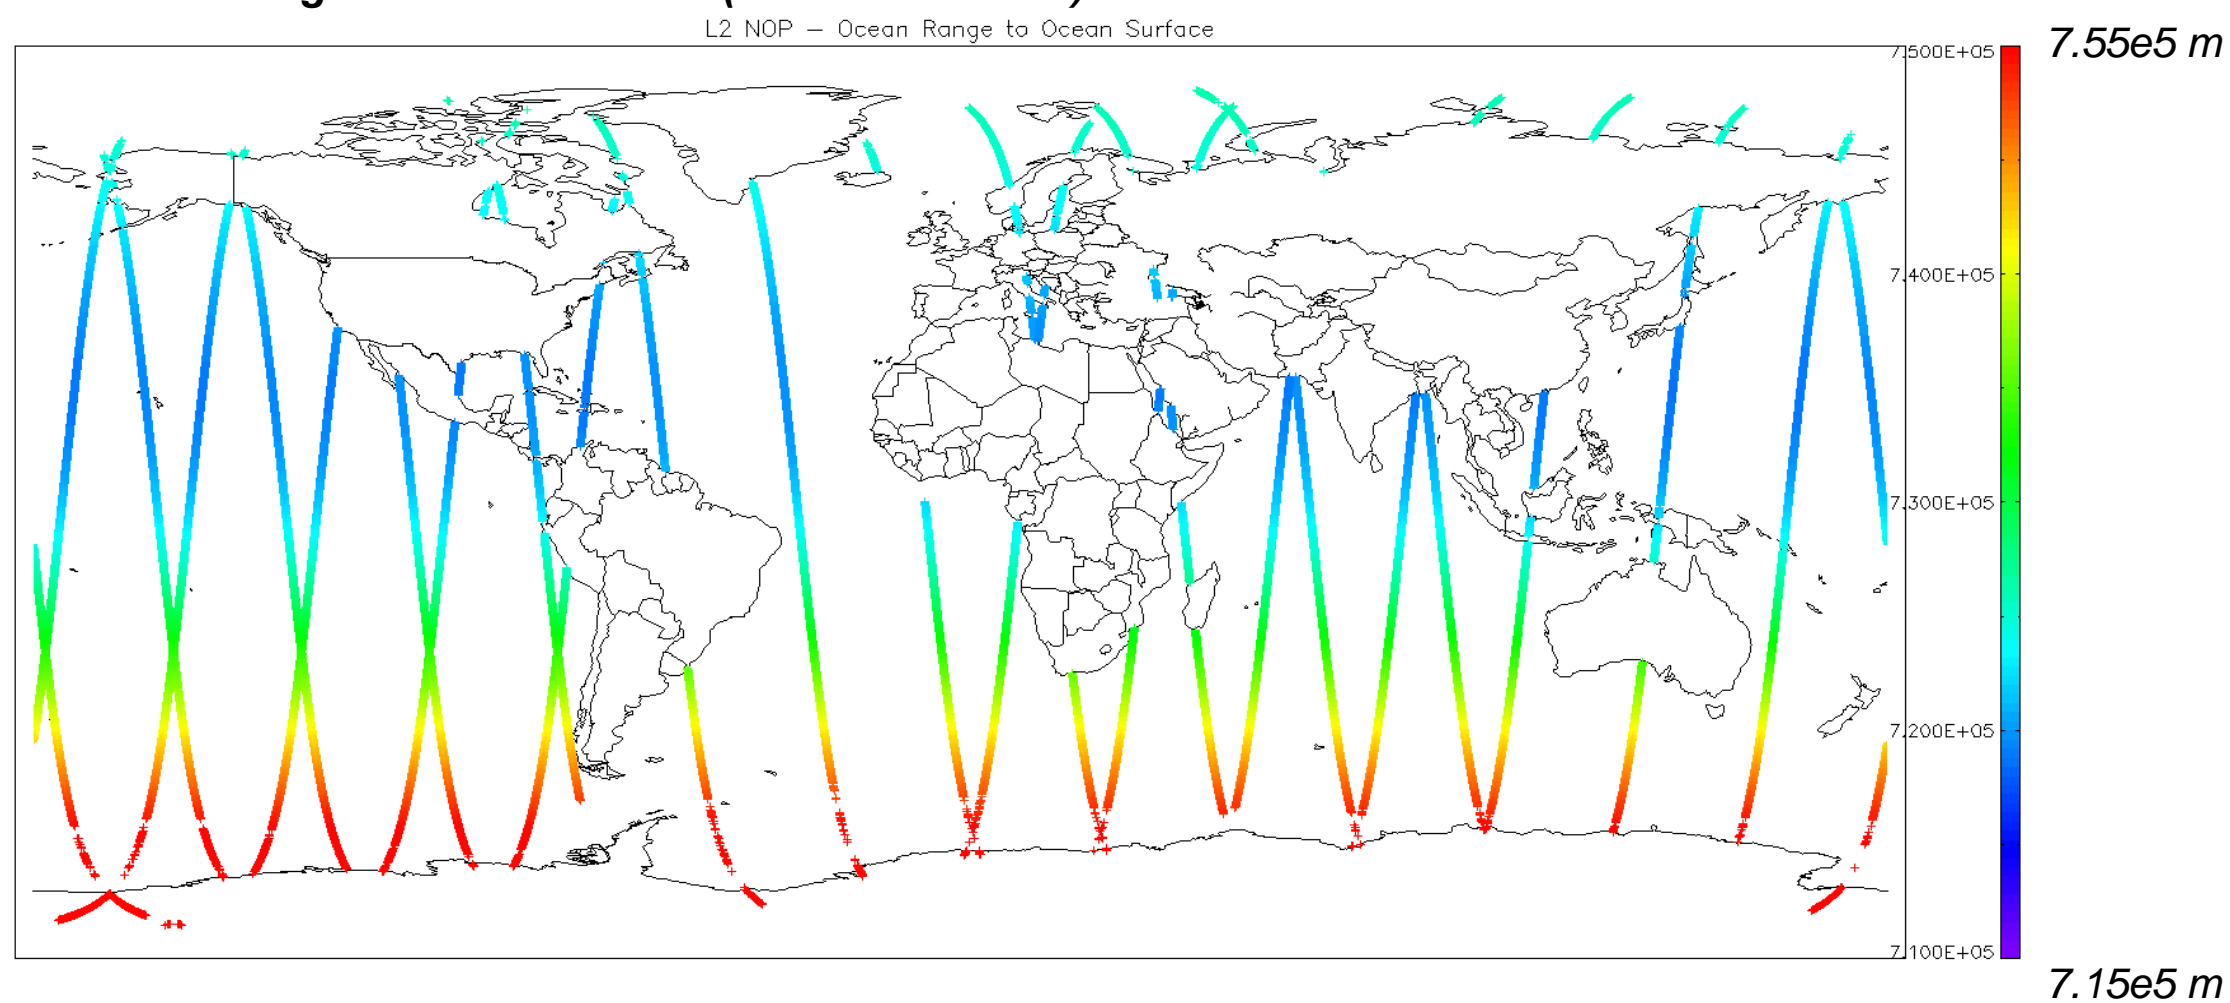 L2 NOP – Ocean Range to Ocean Surface
7.55e5 m
7.500E+05
7.400E+05
7.300E+05
7.200E+05
7.100E+05
7.15e5 m